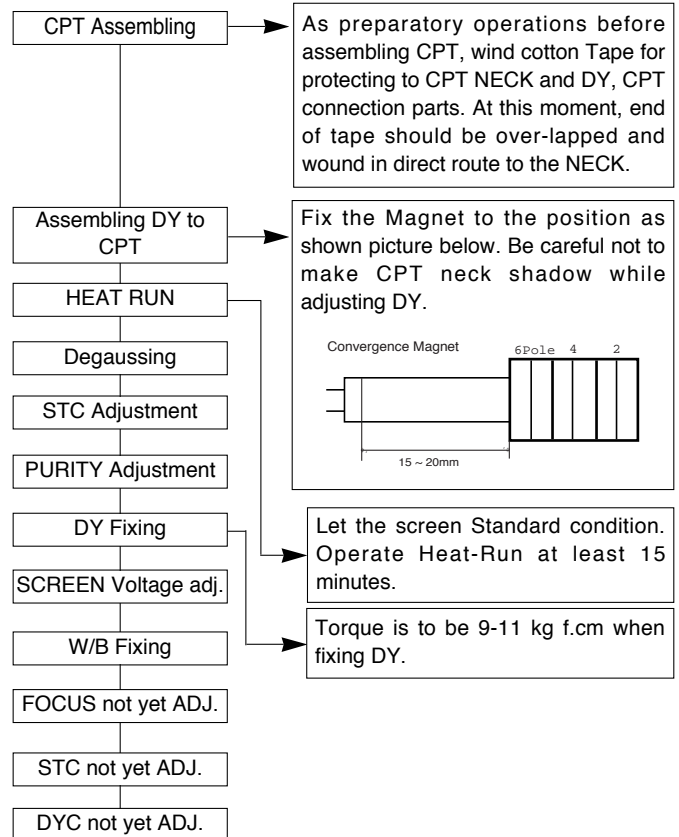 CPT Assembling
As preparatory operations before
assembling CPT, wind cotton Tape for
protecting to CPT NECK and DY, CPT
connection parts. At this moment, end
of tape should be over-lapped and
wound in direct route to the NECK.
Assembling DY to
CPT
Fix the Magnet to the position as
shown picture below. Be careful not to
make CPT neck shadow while
adjusting DY.
Convergence Magnet
6Pole 4 2
15 ~ 20mm
HEAT RUN
Degaussing
STC Adjustment
PURITY Adjustment
DY Fixing
Let the screen Standard condition.
Operate Heat-Run at least 15
minutes.
SCREEN Voltage adj.
W/B Fixing
Torque is to be 9-11 kg f.cm when
fixing DY.
FOCUS not yet ADJ.
STC not yet ADJ.
DYC not yet ADJ.